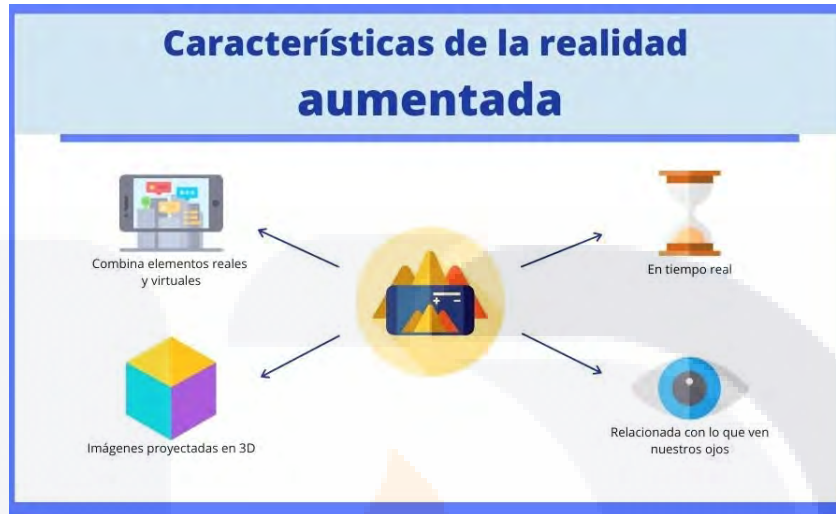 Características de la realidad
aumentada
Combina elementos reales
y virtuales
En tiempo real
Imágenes proyectadas en 3D
Relacionada con lo que ven
nuestros ojos